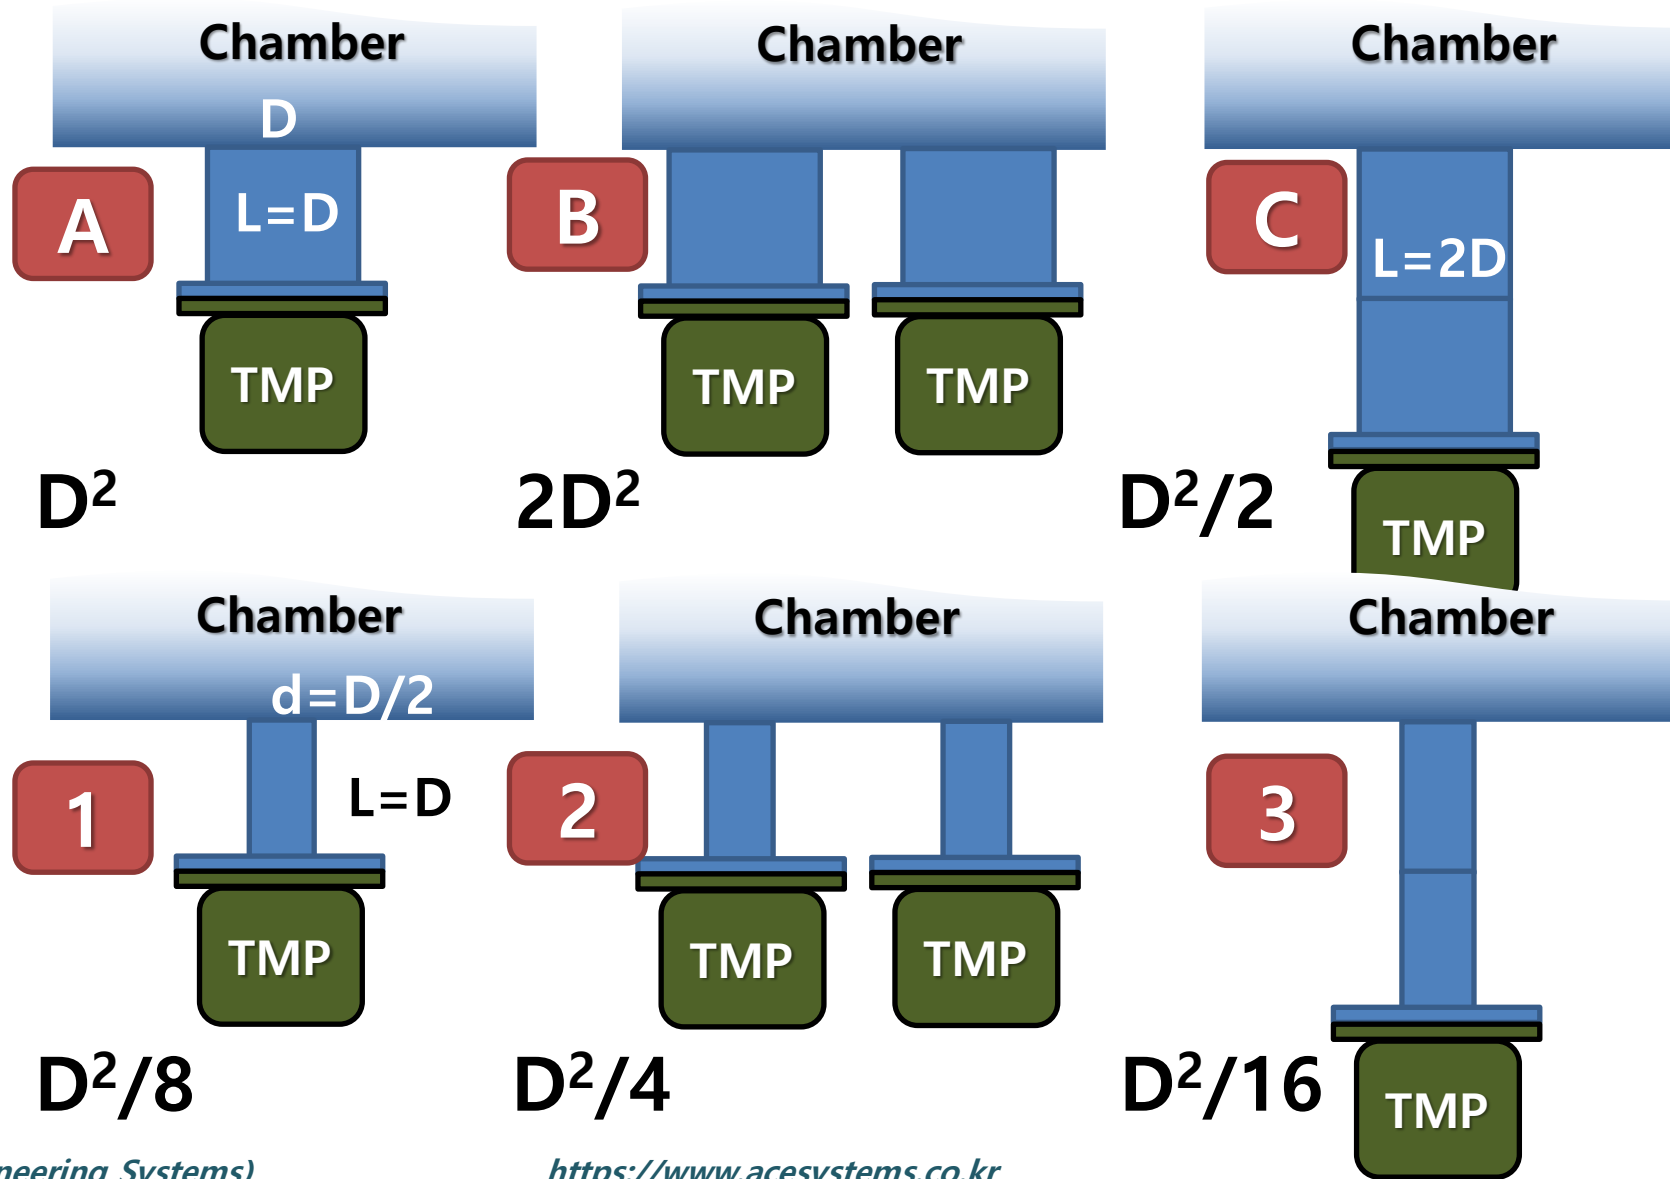 Chamber
D
A
L=D
TMP
D²
Chamber
B
TMP
TMP
2D²
Chamber
C
L=2D
TMP
D²/2
Chamber
d=D/2
1
L=D
TMP
D²/8
Chamber
2
TMP
TMP
D²/4
Chamber
3
TMP
D²/16
Systems)
https://www.acesystems.co.kr